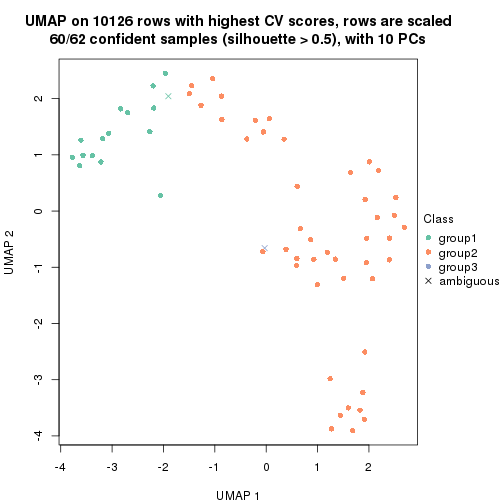 UMAP on 10126 rows with highest CV scores, rows are scaled
60/62 confident samples (silhouette > 0.5), with 10 PCs
2
1
0
-1
-2
-3
-4
UMAP 2
-4
-3
-2
-1
0
1
2
UMAP 1
Class
group1
group2
group3
ambiguous